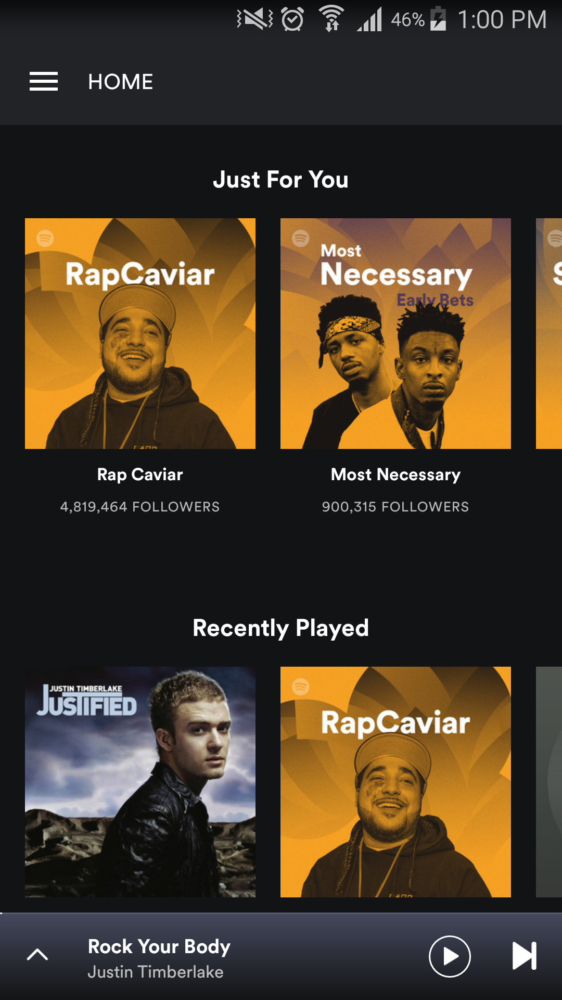 46% 1:00 PM
HOME
Just For You
RapCaviar
Most
Necessary
Early Bets
Rap Caviar
Most Necessary
4,819,464 FOLLOWERS
900,315 FOLLOWERS
Recently Played
JUSTIN TIMBERLAKE
JUSTIFIED
RapCaviar
Rock Your Body
Justin Timberlake